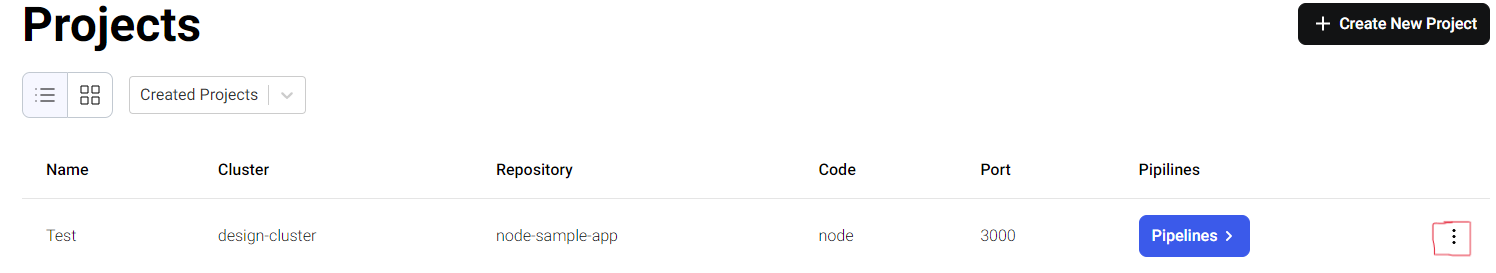 Projects
+ Create New Project
Created Projects
Name Cluster Repository Code Port Pipilines
Test design-cluster node-sample-app node 3000 Pipelines >